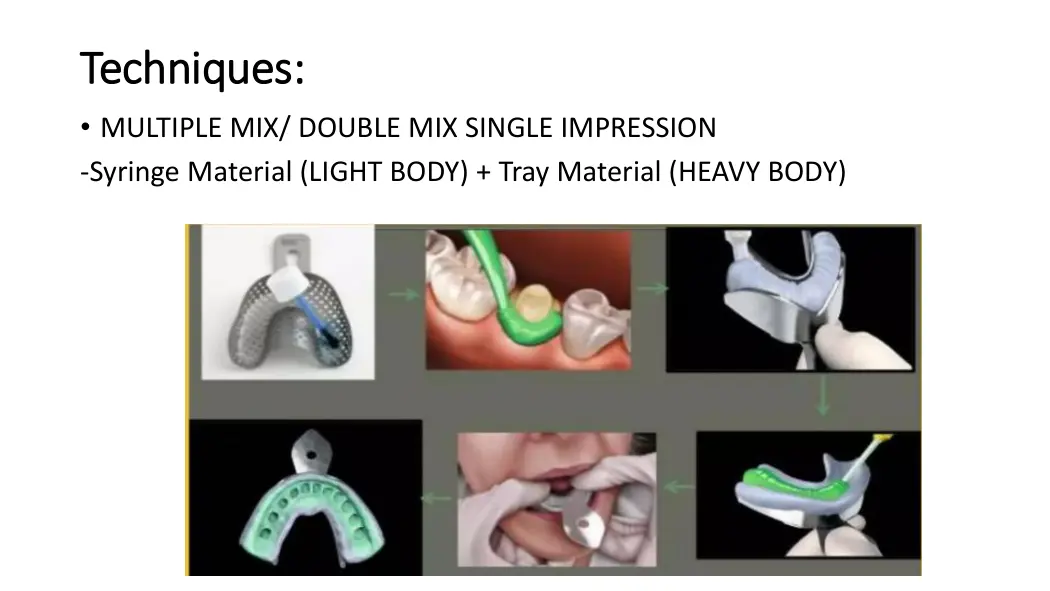 Techniques:
• MULTIPLE MIX/ DOUBLE MIX SINGLE IMPRESSION
-Syringe Material (LIGHT BODY) + Tray Material (HEAVY BODY)